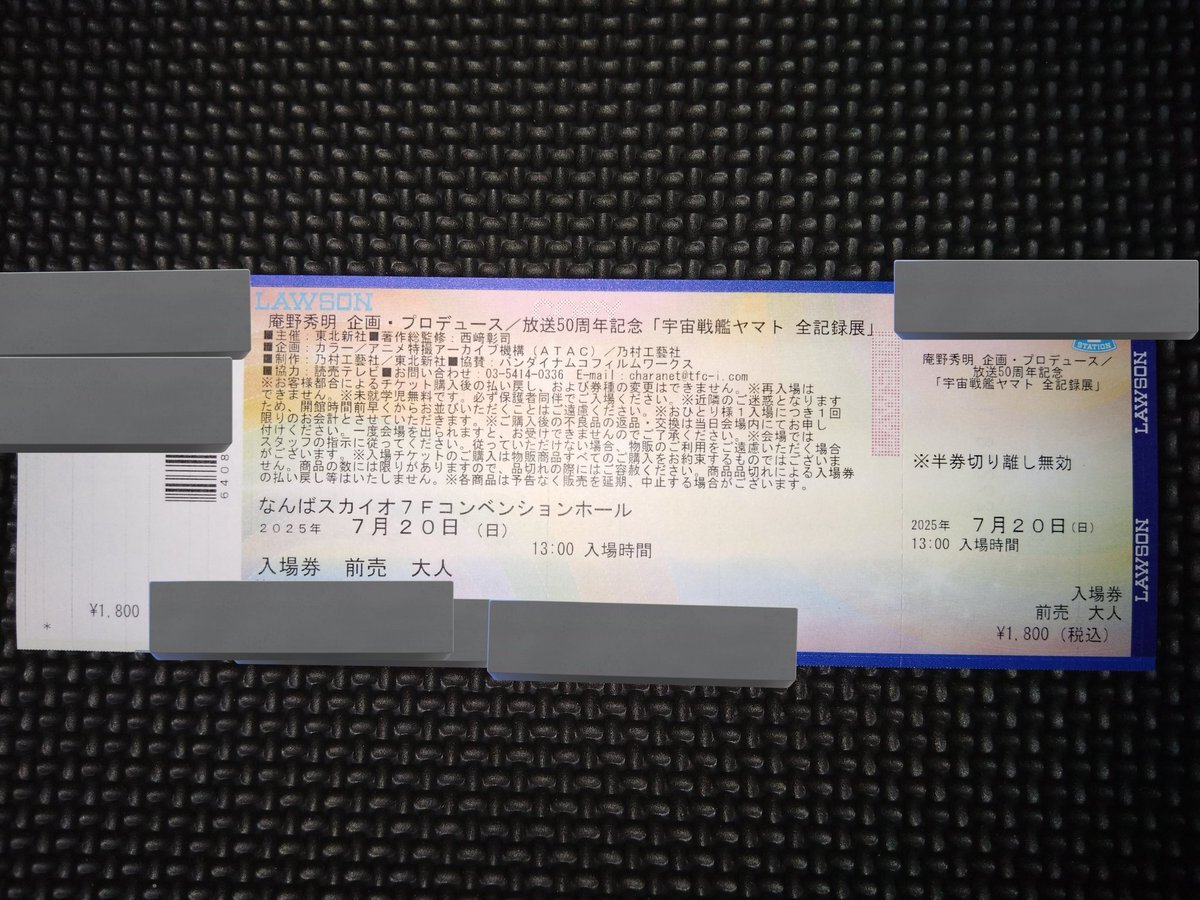 LAWSON
庵野秀明 企画・プロデュース／放送50周年記念「宇宙戦艦ヤマト 全記録展」
■主催：東北新社■著作総監修：西﨑彰司
■企画：カラー／アニメ特撮アーカイブ機構（ATAC）／乃村工藝社
■制作：乃村工藝社／東北新社■協賛：バンダイナムコフィルムワークス
■協力：読売テレビ■お問い合わせ：03-5414-0336 E-mail:charanet@tfc-i.com
※お客様都合によるチケット購入後の払い戻し、および券種の変更はできません。※再入場は
できません。※未就学児無料です。必ず保護者同伴でご入場ください。※近隣のご迷惑となります
ため、開館時間前早くからお並びいただくことはご遠慮ください。※おひとり様1入場につき1回
限りのお会計とさせていただきます。※ご購入後の不良品の返品・交換は当日会場内にてお申し
付けください。一度会場を出られますと、お受けできませんのでご了承ください。※会場では
スタッフの指示に従ってください。従っていただけない場合、物販のご利用をご遠慮いただく場合
がございます。※入場チケットのご購入は物販商品すべてのご購入をお約束するものではございま
せん。商品の数には限りがありますので、品切れの際にはご容赦ください。商品品切れによる入場券
の払い戻し等はいたしません。※各商品は予告なく販売を延期、中止する場合がございます。
なんばスカイオ7Fコンベンションホール
2025年 7月20日（日）
13:00 入場時間
入場券 前売 大人
6408
¥1,800
*
STATION
庵野秀明 企画・プロデュース／
放送50周年記念
「宇宙戦艦ヤマト 全記録展」
※半券切り離し無効
2025年 7月20日（日）
13:00 入場時間
入場券
前売 大人
¥1,800（税込）
LAWSON
LAWSON